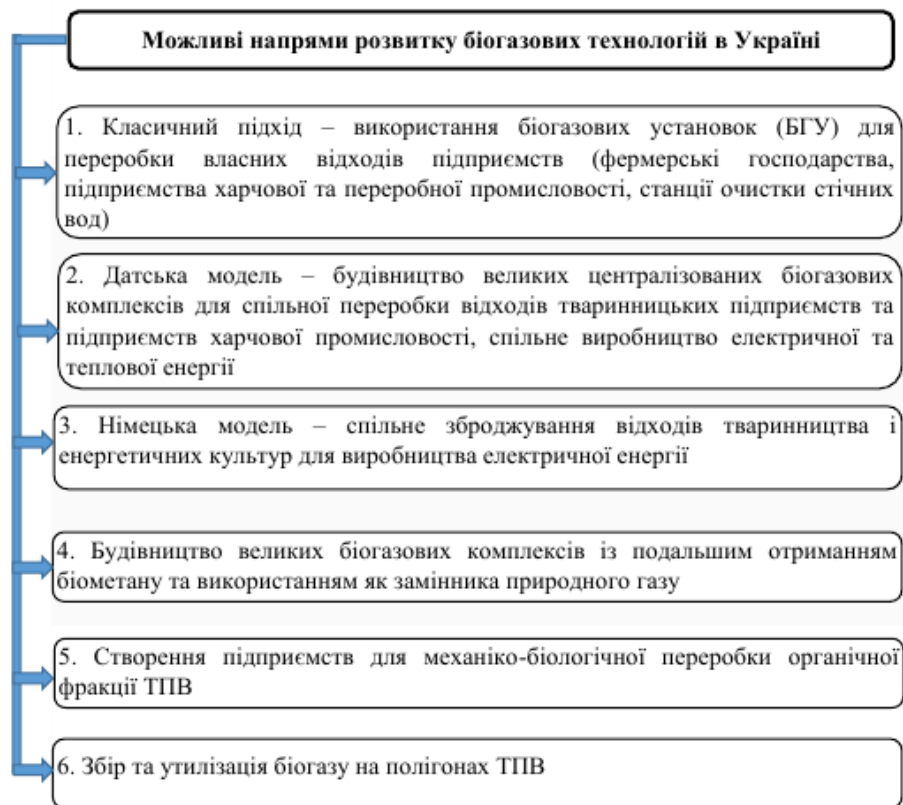 Можливі напрями розвитку біогазових технологій в Україні
1. Класичний підхід – використання біогазових установок (БГУ) для
переробки власних відходів підприємств (фермерські господарства,
підприємства харчової та переробної промисловості, станції очистки стічних
вод)
2. Датська модель – будівництво великих централізованих біогазових
комплексів для спільної переробки відходів тваринницьких підприємств та
підприємств харчової промисловості, спільне виробництво електричної та
теплової енергії
3. Німецька модель – спільне зброджування відходів тваринництва і
енергетичних культур для виробництва електричної енергії
4. Будівництво великих біогазових комплексів із подальшим отриманням
біометану та використанням як замінника природного газу
5. Створення підприємств для механіко-біологічної переробки органічної
фракції ТПВ
6. Збір та утилізація біогазу на полігонах ТПВ